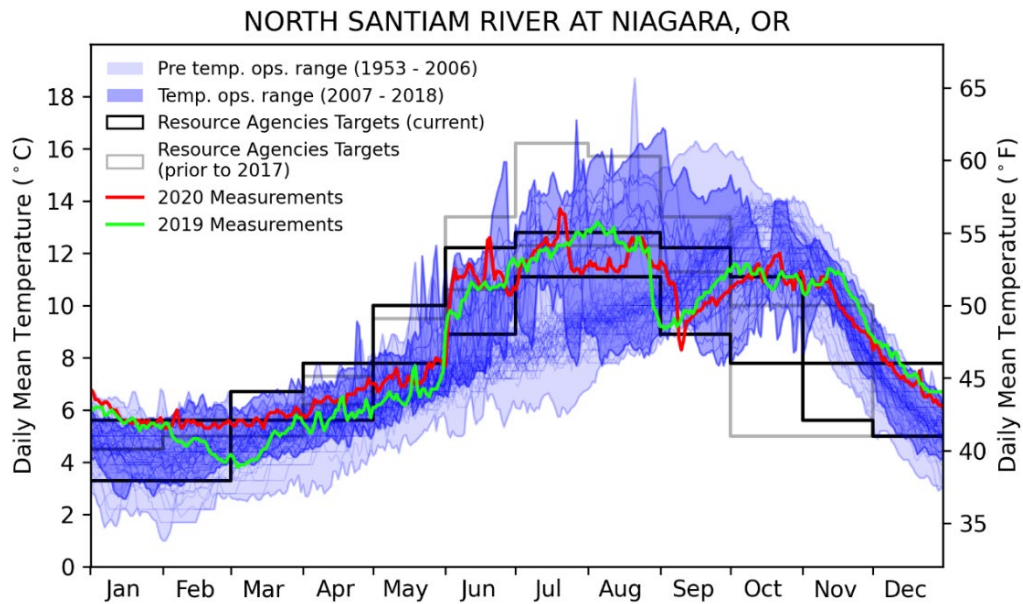 NORTH SANTIAM RIVER AT NIAGARA, OR
Pre temp. ops. range (1953 - 2006)
Temp. ops. range (2007 - 2018)
Resource Agencies Targets (current)
Resource Agencies Targets
(prior to 2017)
2020 Measurements
2019 Measurements
Daily Mean Temperature (°C)
18
16
14
12
10
8
6
4
2
0
Daily Mean Temperature (°F)
65
60
55
50
45
40
35
Jan Feb Mar Apr May Jun Jul Aug Sep Oct Nov Dec